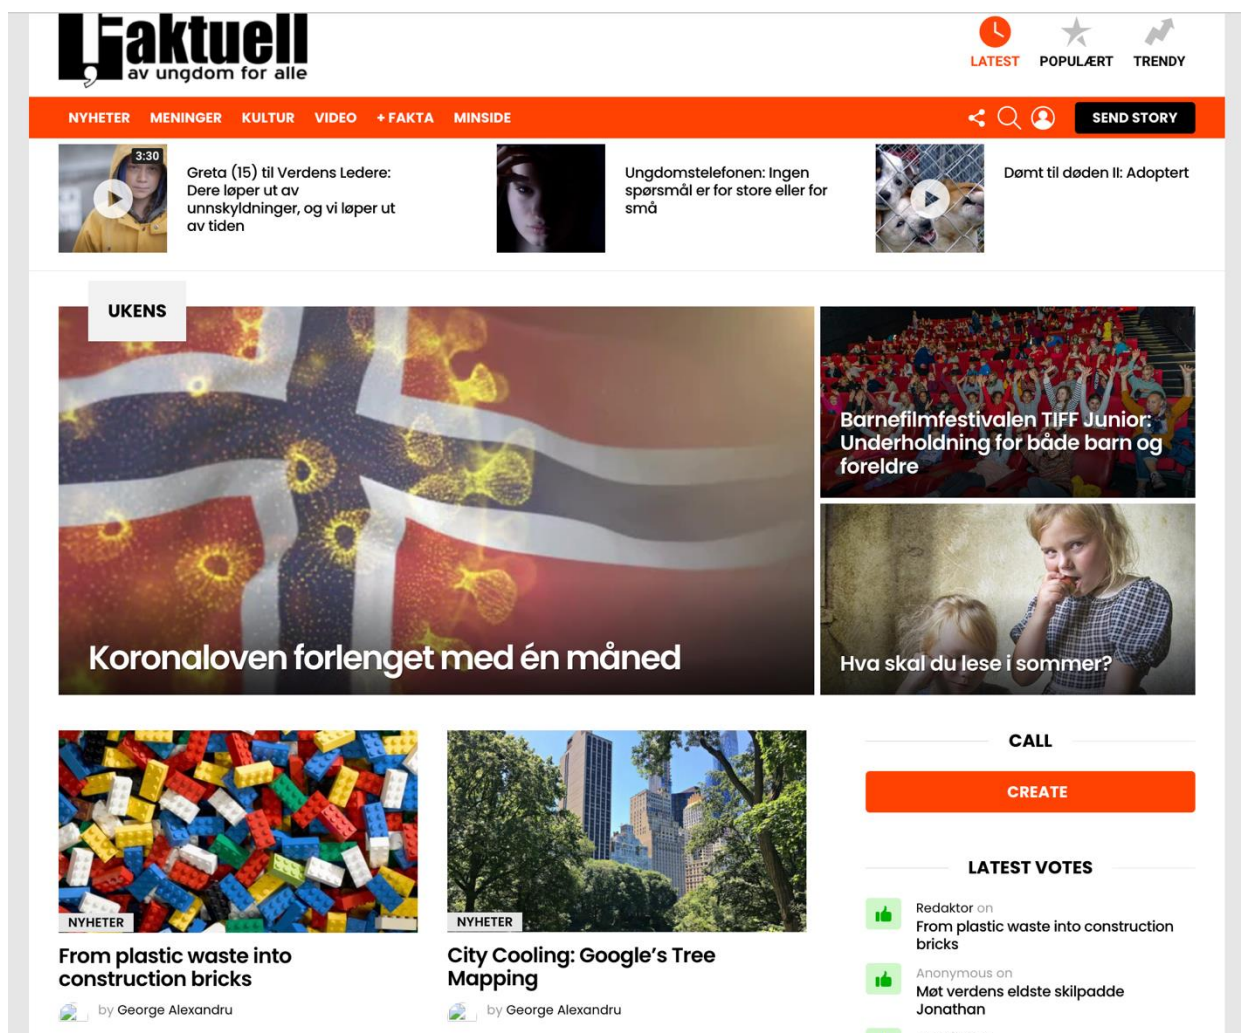 aktuell
av ungdom for alle
LATEST
POPULÆRT
TRENDY
NYHETER
MENINGER
KULTUR
VIDEO
+ FAKTA
MINSIDE
SEND STORY
3:30
Greta (15) til Verdens Ledere:
Dere løper ut av
unnskyldninger, og vi løper ut
av tiden
Ungdomstelefonen: Ingen
spørsmål er for store eller for
små
Dømt til døden II: Adoptert
UKENS
Koronaloven forlenget med én måned
Barnefilmfestivalen TIFF Junior:
Underholdning for både barn og
foreldre
Hva skal du lese i sommer?
NYHETER
From plastic waste into
construction bricks
by George Alexandru
NYHETER
City Cooling: Google's Tree
Mapping
by George Alexandru
CALL
CREATE
LATEST VOTES
Redaktor on
From plastic waste into construction
bricks
Anonymous on
Møt verdens eldste skilpadde
Jonathan